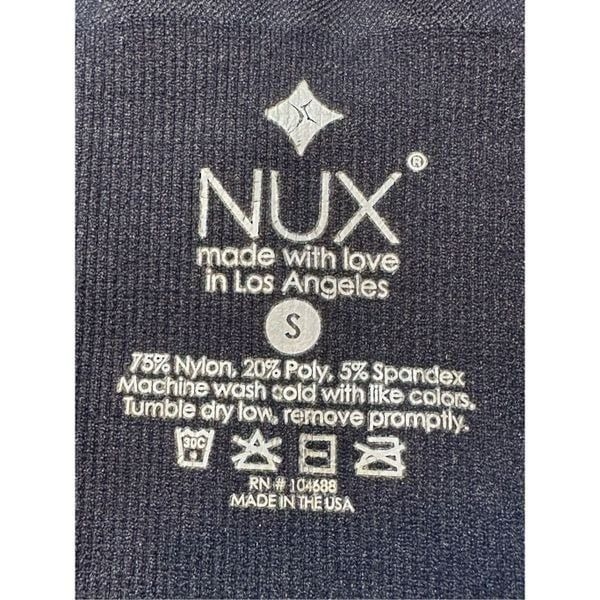 NUX®
made with love
in Los Angeles
S
75% Nylon, 20% Poly, 5% Spandex
Machine wash cold with like colors.
Tumble dry low, remove promptly.
30C
RN # 104688
MADE IN THE USA